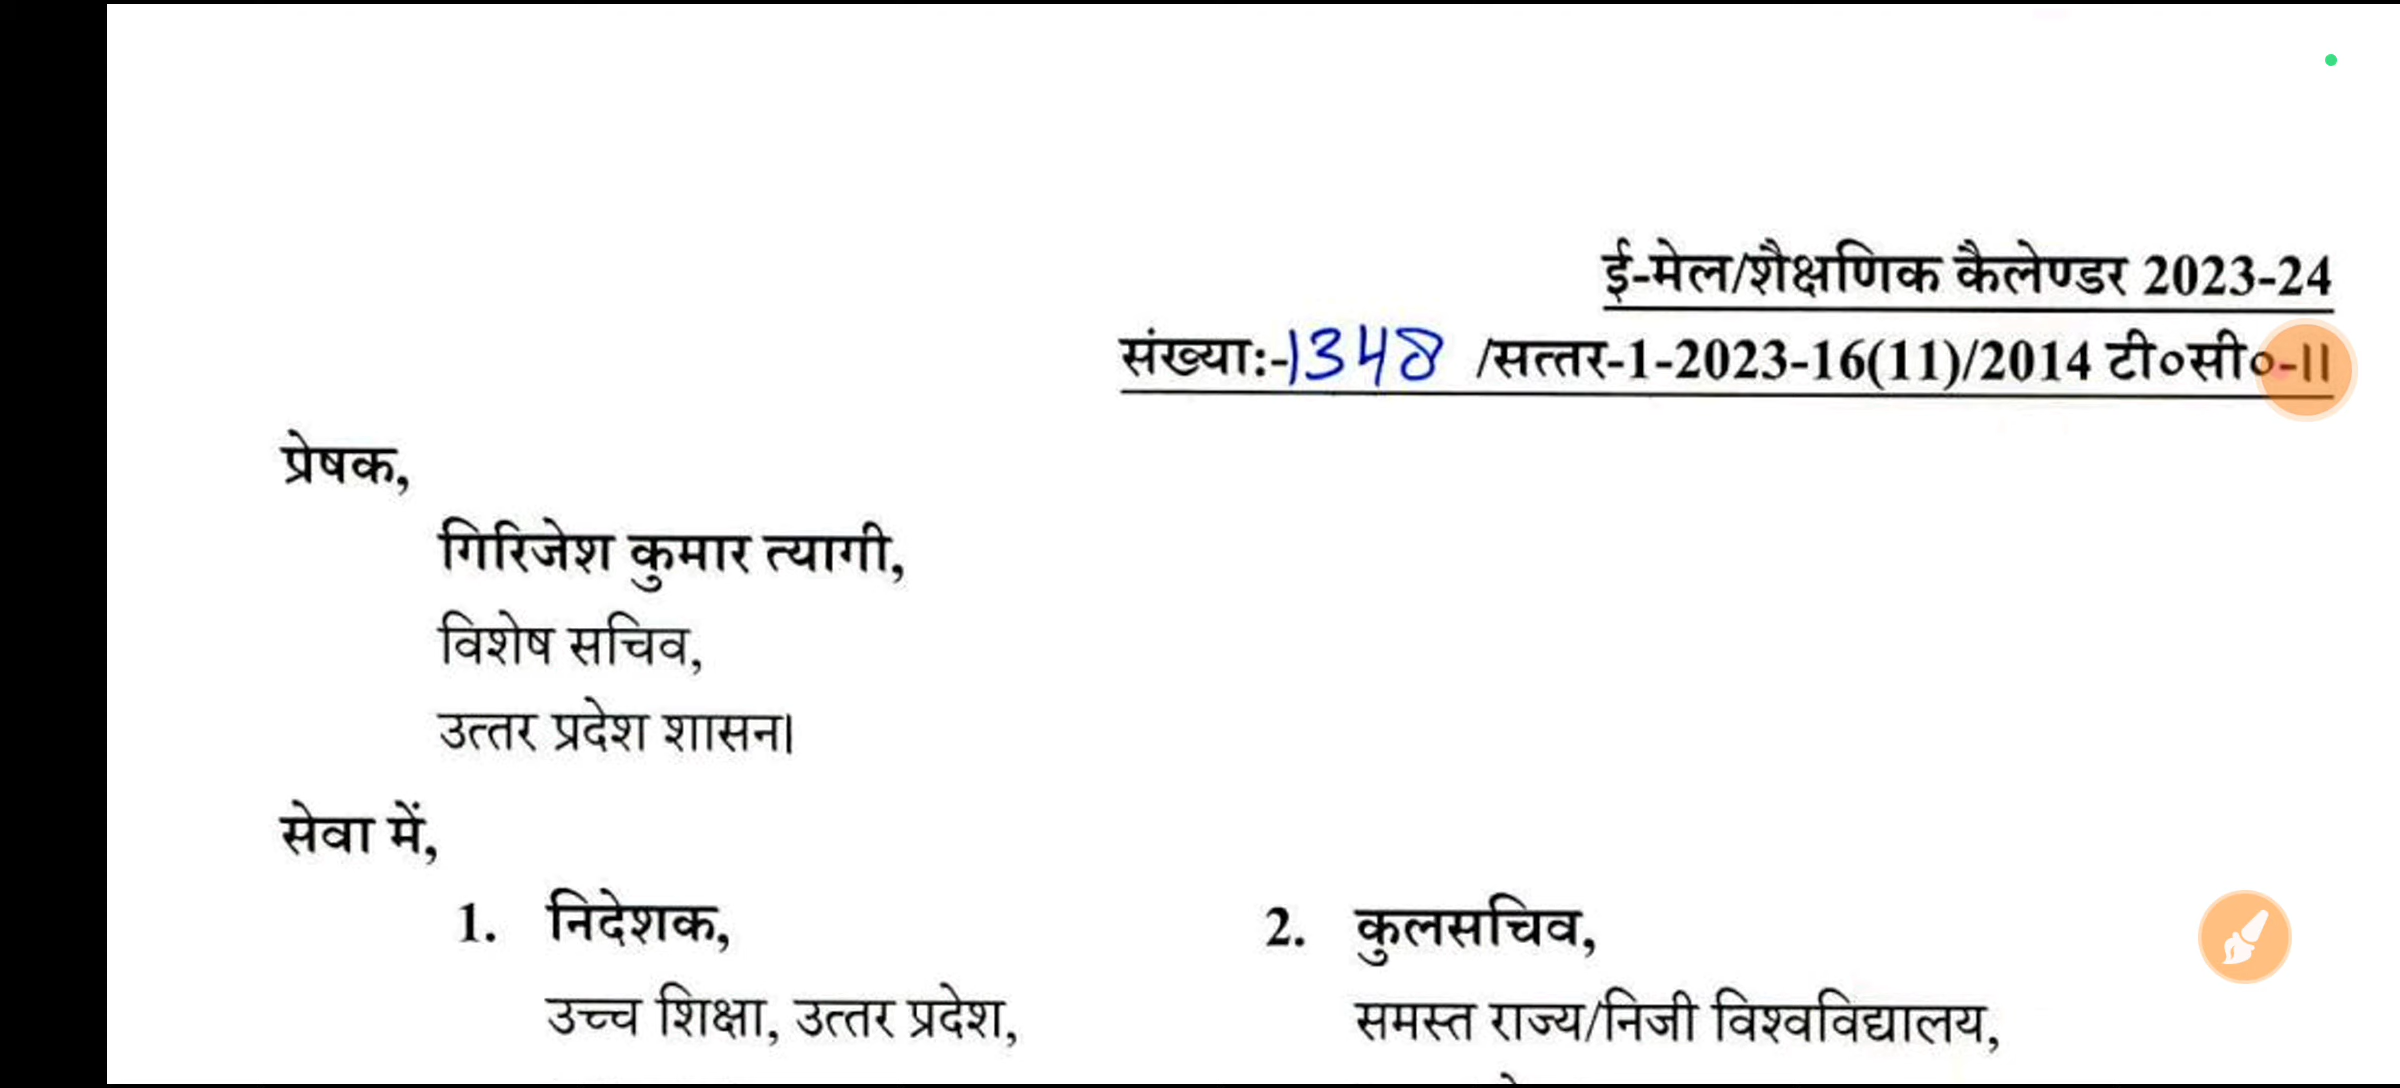 ई-मेल/शैक्षणिक कैलेण्डर 2023-24
संख्या:-1348 /सत्तर-1-2023-16(11)/2014 टी०सी०-।।
प्रेषक,
गिरिजेश कुमार त्यागी,
विशेष सचिव,
उत्तर प्रदेश शासन।
सेवा में,
1. निदेशक,
उच्च शिक्षा, उत्तर प्रदेश,
2. कुलसचिव,
समस्त राज्य/निजी विश्वविद्यालय,